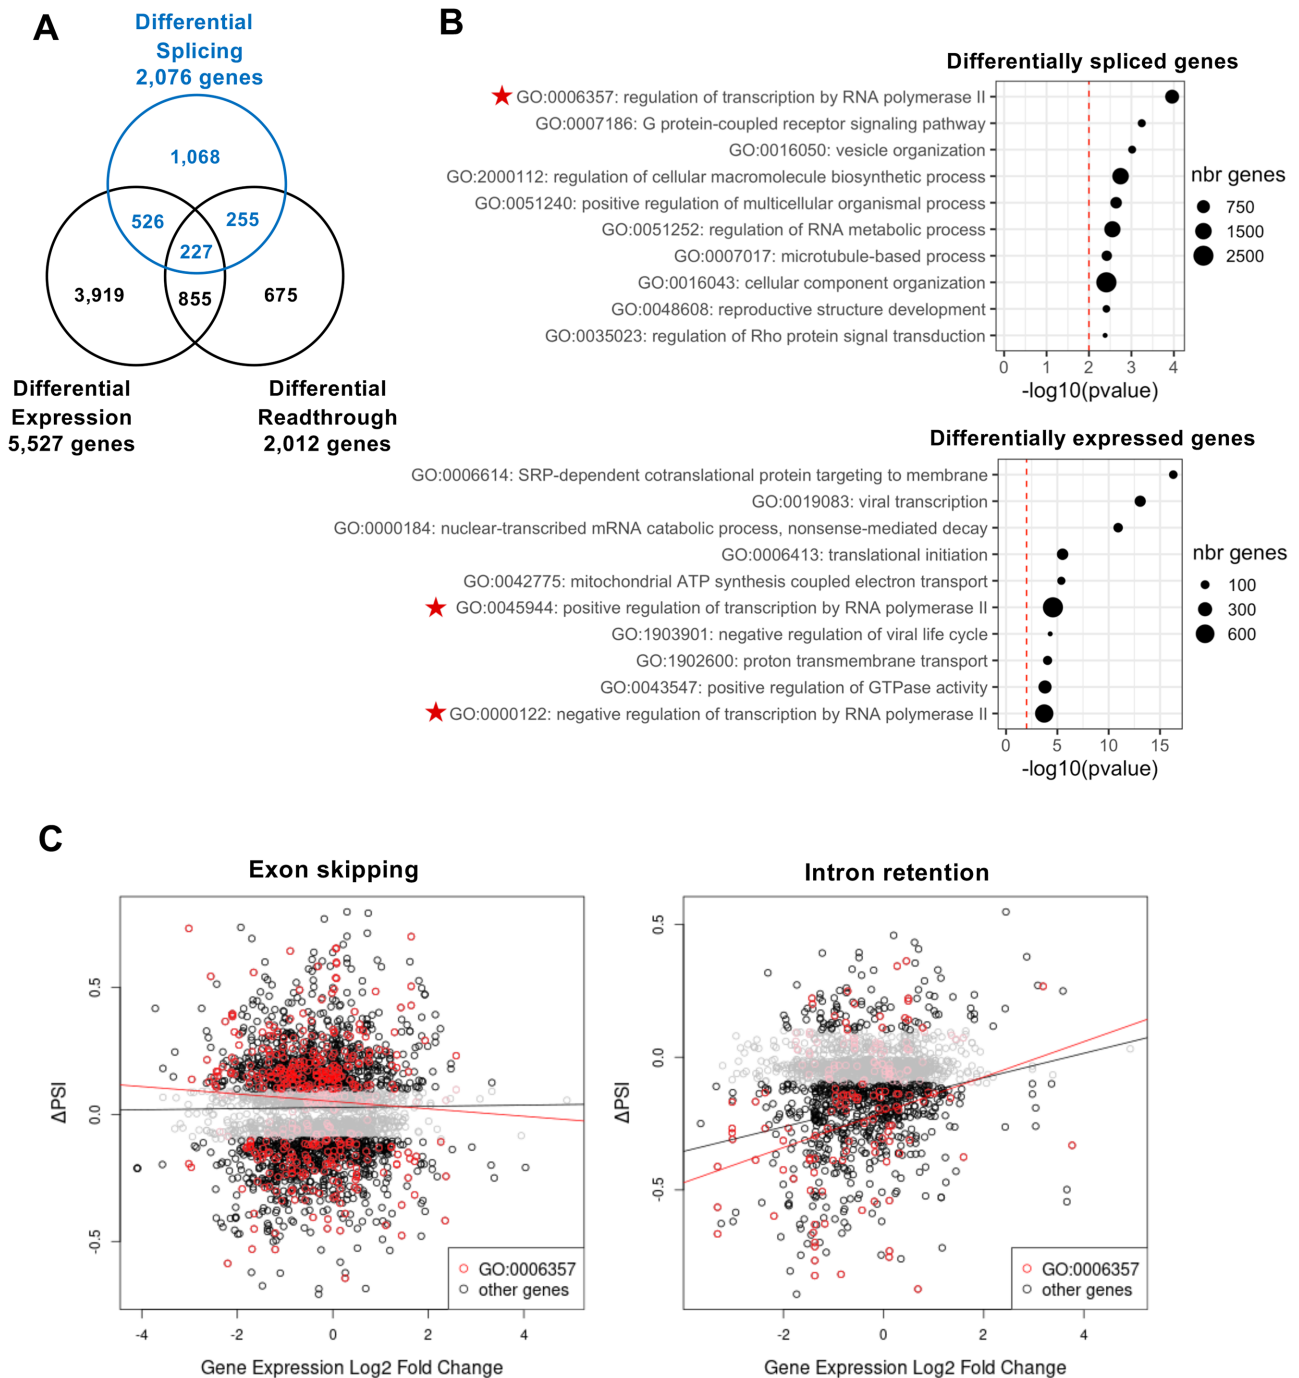 A
Differential
Splicing
2,076 genes
1,068
526
255
227
3,919
855
675
Differential
Expression
5,527 genes
Differential
Readthrough
2,012 genes
B
Differentially spliced genes
GO:0006357: regulation of transcription by RNA polymerase II
GO:0007186: G protein-coupled receptor signaling pathway
GO:0016050: vesicle organization
GO:2000112: regulation of cellular macromolecule biosynthetic process
GO:0051240: positive regulation of multicellular organismal process
GO:0051252: regulation of RNA metabolic process
GO:0007017: microtubule-based process
GO:0016043: cellular component organization
GO:0048608: reproductive structure development
GO:0035023: regulation of Rho protein signal transduction
0 1 2 3 4
-log10(pvalue)
nbr genes
750
1500
2500
Differentially expressed genes
GO:0006614: SRP-dependent cotranslational protein targeting to membrane
GO:0019083: viral transcription
GO:0000184: nuclear-transcribed mRNA catabolic process, nonsense-mediated decay
GO:0006413: translational initiation
GO:0042775: mitochondrial ATP synthesis coupled electron transport
GO:0045944: positive regulation of transcription by RNA polymerase II
GO:1903901: negative regulation of viral life cycle
GO:1902600: proton transmembrane transport
GO:0043547: positive regulation of GTPase activity
GO:0000122: negative regulation of transcription by RNA polymerase II
0 5 10 15
-log10(pvalue)
nbr genes
100
300
600
C
Exon skipping
ΔPSI
0.5
0.0
-0.5
GO:0006357
other genes
-4 -2 0 2 4
Gene Expression Log2 Fold Change
Intron retention
ΔPSI
0.5
0.0
-0.5
GO:0006357
other genes
-2 0 2 4
Gene Expression Log2 Fold Change